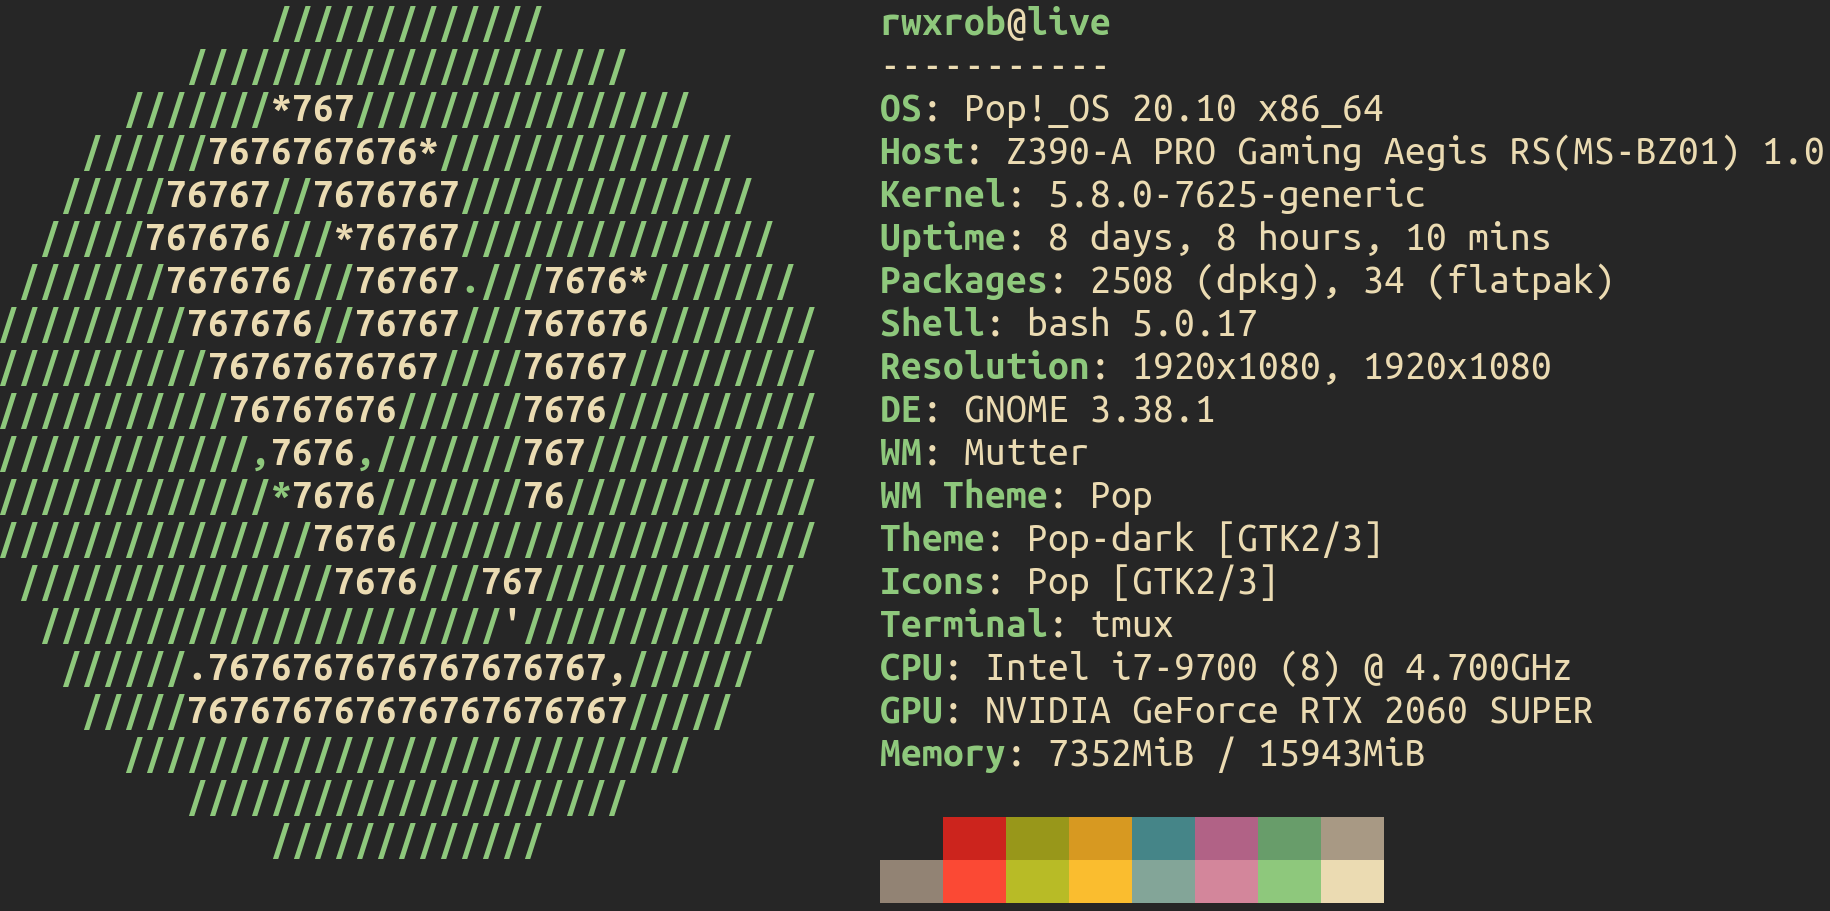 /////////////                rwxrob@live
         /////////////////////            -----------
      ///////*767////////////////         OS: Pop!_OS 20.10 x86_64
    //////7676767676*//////////////       Host: Z390-A PRO Gaming Aegis RS(MS-BZ01) 1.0
   /////76767//7676767//////////////      Kernel: 5.8.0-7625-generic
  /////767676///*76767///////////////     Uptime: 8 days, 8 hours, 10 mins
 ///////767676///76767.///7676*///////    Packages: 2508 (dpkg), 34 (flatpak)
/////////767676//76767///767676////////   Shell: bash 5.0.17
//////////76767676767////76767/////////   Resolution: 1920x1080, 1920x1080
///////////76767676//////7676//////////   DE: GNOME 3.38.1
////////////,7676,///////767///////////   WM: Mutter
/////////////*7676///////76////////////   WM Theme: Pop
///////////////7676////////////////////   Theme: Pop-dark [GTK2/3]
 ///////////////7676///767////////////    Icons: Pop [GTK2/3]
  //////////////////////'////////////     Terminal: tmux
   //////.7676767676767676767,//////      CPU: Intel i7-9700 (8) @ 4.700GHz
    /////767676767676767676767/////       GPU: NVIDIA GeForce RTX 2060 SUPER
      ///////////////////////////         Memory: 7352MiB / 15943MiB
         /////////////////////
             /////////////